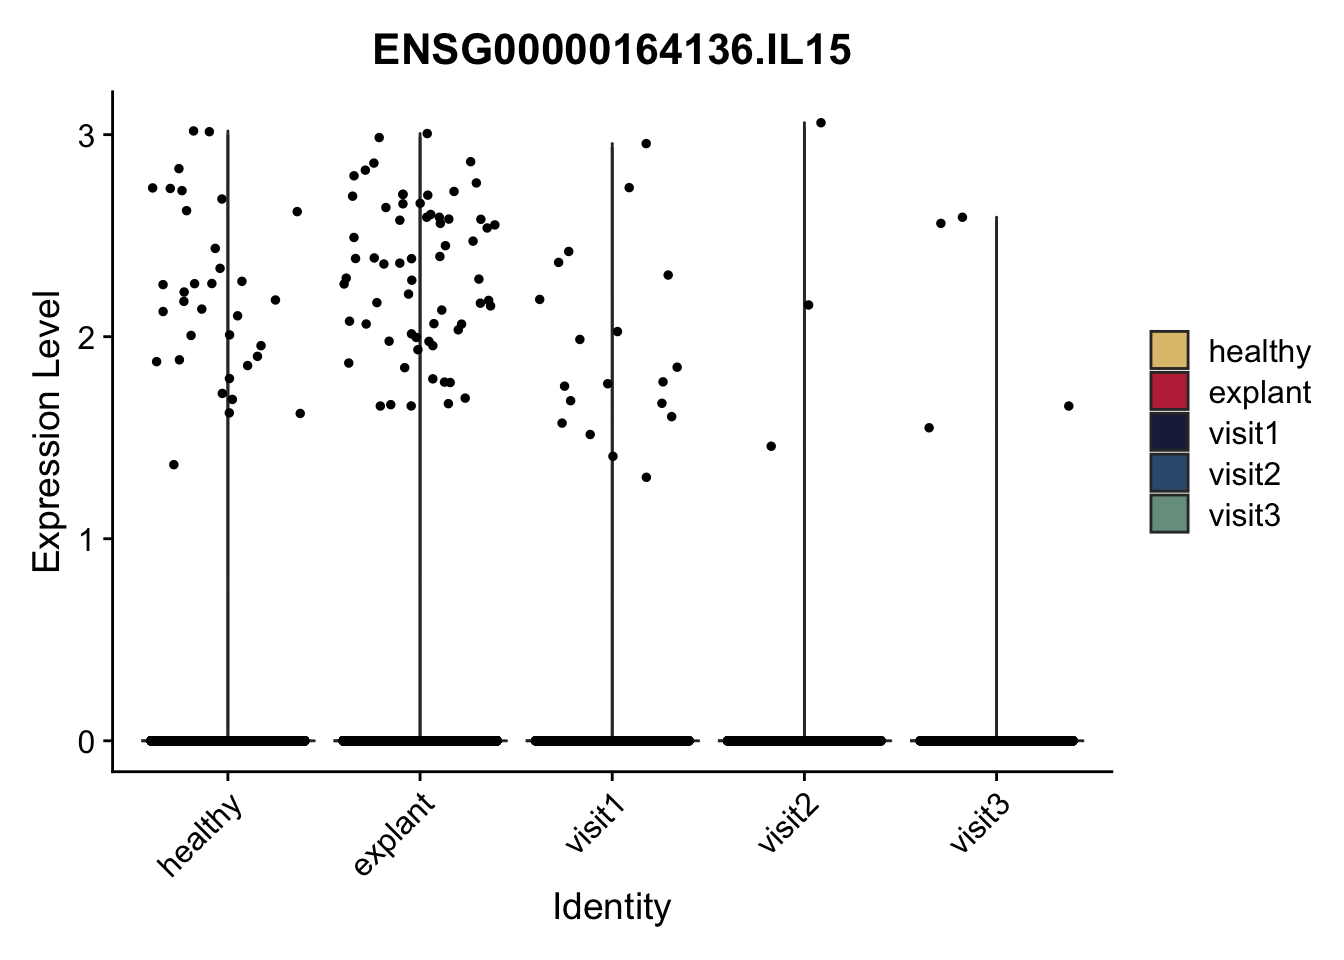 ENSG00000164136.IL15
Expression Level
3
2
1
0
healthy
explant
visit1
visit2
visit3
Identity
healthy
explant
visit1
visit2
visit3